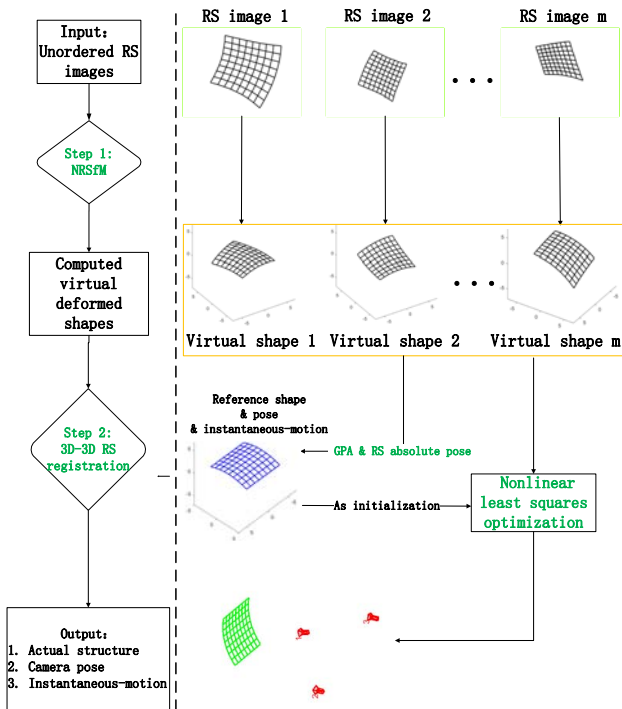 Input:
Unordered RS
images
Step 1:
NRSfM
Computed
virtual
deformed
shapes
Step 2:
3D-3D RS
registration
Output:
1. Actual structure
2. Camera pose
3. Instantaneous-motion
RS image 1
RS image 2
RS image m
Virtual shape 1
Virtual shape 2
Virtual shape m
Reference shape
& pose
& instantaneous-motion
GPA & RS absolute pose
As initialization
Nonlinear
least squares
optimization